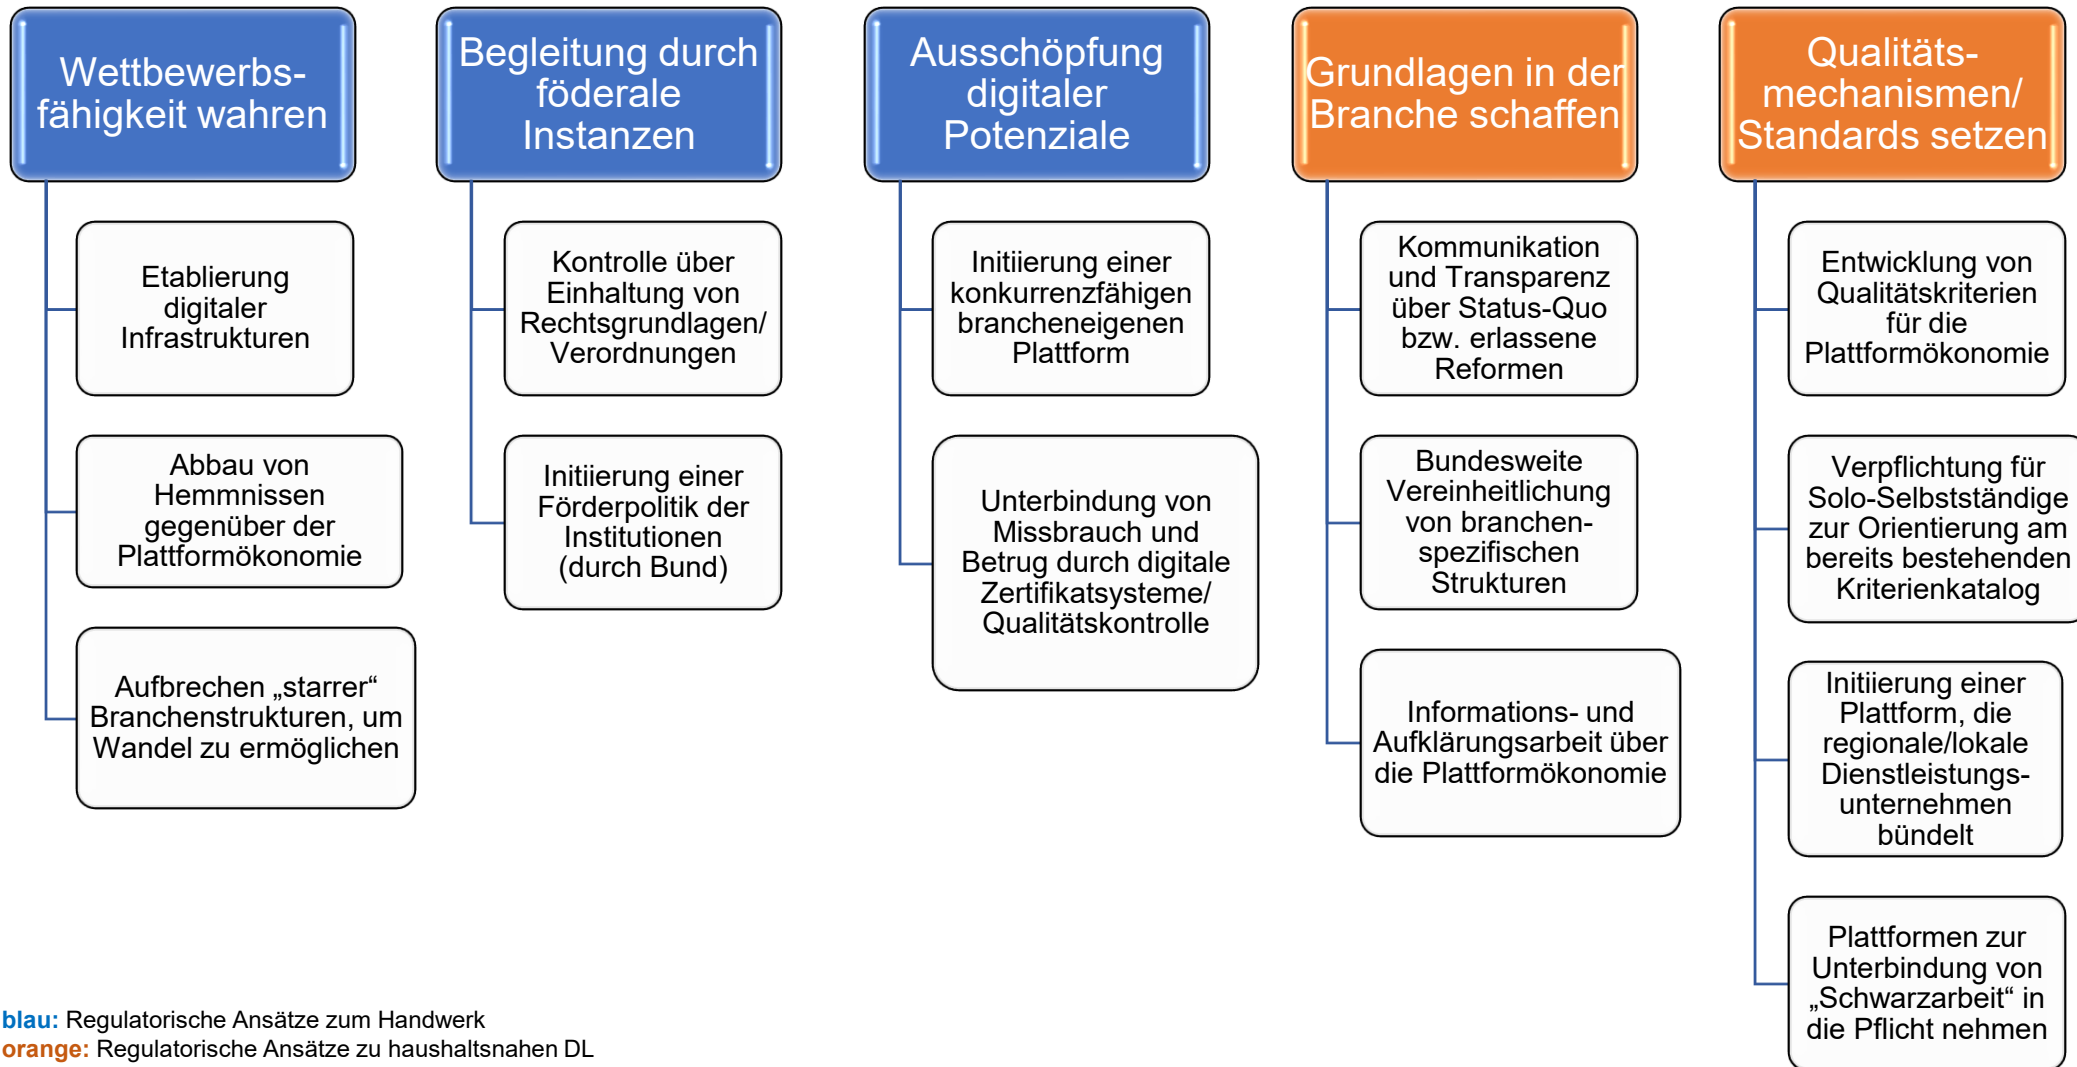 Wettbewerbs-
fähigkeit wahren
Etablierung
digitaler
Infrastrukturen
Abbau von
Hemmnissen
gegenüber der
Plattformökonomie
Aufbrechen „starrer“
Branchenstrukturen, um
Wandel zu ermöglichen
Begleitung durch
föderale
Instanzen
Kontrolle über
Einhaltung von
Rechtsgrundlagen/
Verordnungen
Initiierung einer
Förderpolitik der
Institutionen
(durch Bund)
Ausschöpfung
digitaler
Potenziale
Initiierung einer
konkurrenzfähigen
brancheneigenen
Plattform
Unterbindung von
Missbrauch und
Betrug durch digitale
Zertifikatsysteme/
Qualitätskontrolle
Grundlagen in der
Branche schaffen
Kommunikation
und Transparenz
über Status-Quo
bzw. erlassene
Reformen
Bundesweite
Vereinheitlichung
von branchen-
spezifischen
Strukturen
Informations- und
Aufklärungsarbeit über
die Plattformökonomie
Qualitäts-
mechanismen/
Standards setzen
Entwicklung von
Qualitätskriterien
für die
Plattformökonomie
Verpflichtung für
Solo-Selbstständige
zur Orientierung am
bereits bestehenden
Kriterienkatalog
Initiierung einer
Plattform, die
regionale/lokale
Dienstleistungs-
unternehmen
bündelt
Plattformen zur
Unterbindung von
„Schwarzarbeit“ in
die Pflicht nehmen
blau: Regulatorische Ansätze zum Handwerk
orange: Regulatorische Ansätze zu haushaltsnahen DL